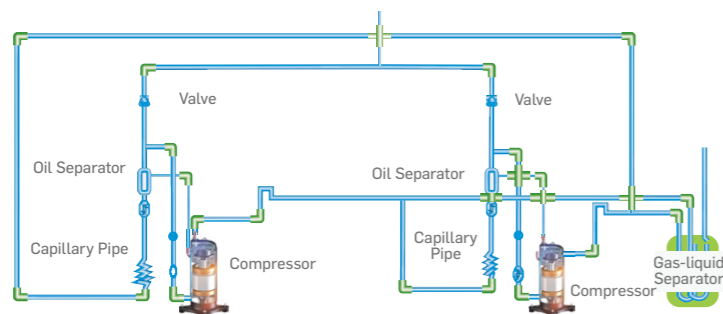 Valve
Valve
Oil Separator
Oil Separator
Capillary Pipe
Compressor
Capillary
Pipe
Compressor
Gas-liquid
Separator